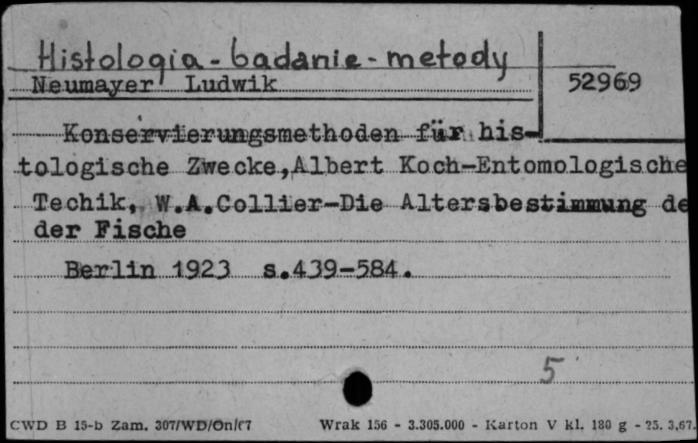 Histologia - badanie - metody
Neumayer Ludwik
52969
Konservierungsmethoden für his-
tologische Zwecke,Albert Koch-Entomologische
Techik, W.A.Collier-Die Altersbestimmung de
der Fische
Berlin 1923 s.439-584.
5
CWD B 15-b Zam. 307/WD/On/67 Wrak 156 - 3.305.000 - Karton V kl. 180 g - 25. 3,67.